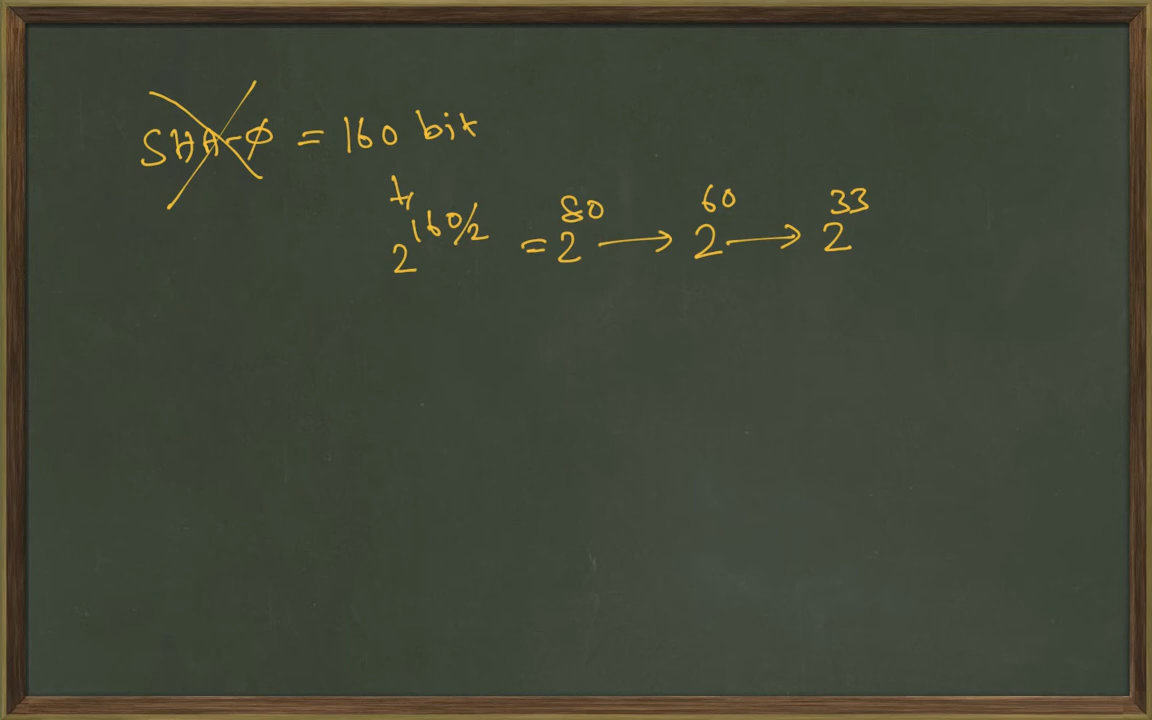 SHA-0 = 160 bit
2^160/2 = 2^80 → 2^60 → 2^33